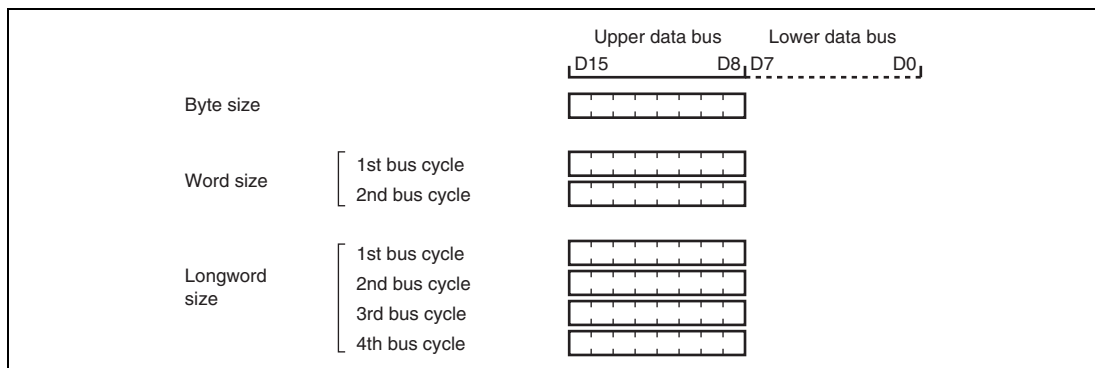 Upper data bus Lower data bus
D15 D8 D7 D0
Byte size
Word size
1st bus cycle
2nd bus cycle
Longword
size
1st bus cycle
2nd bus cycle
3rd bus cycle
4th bus cycle